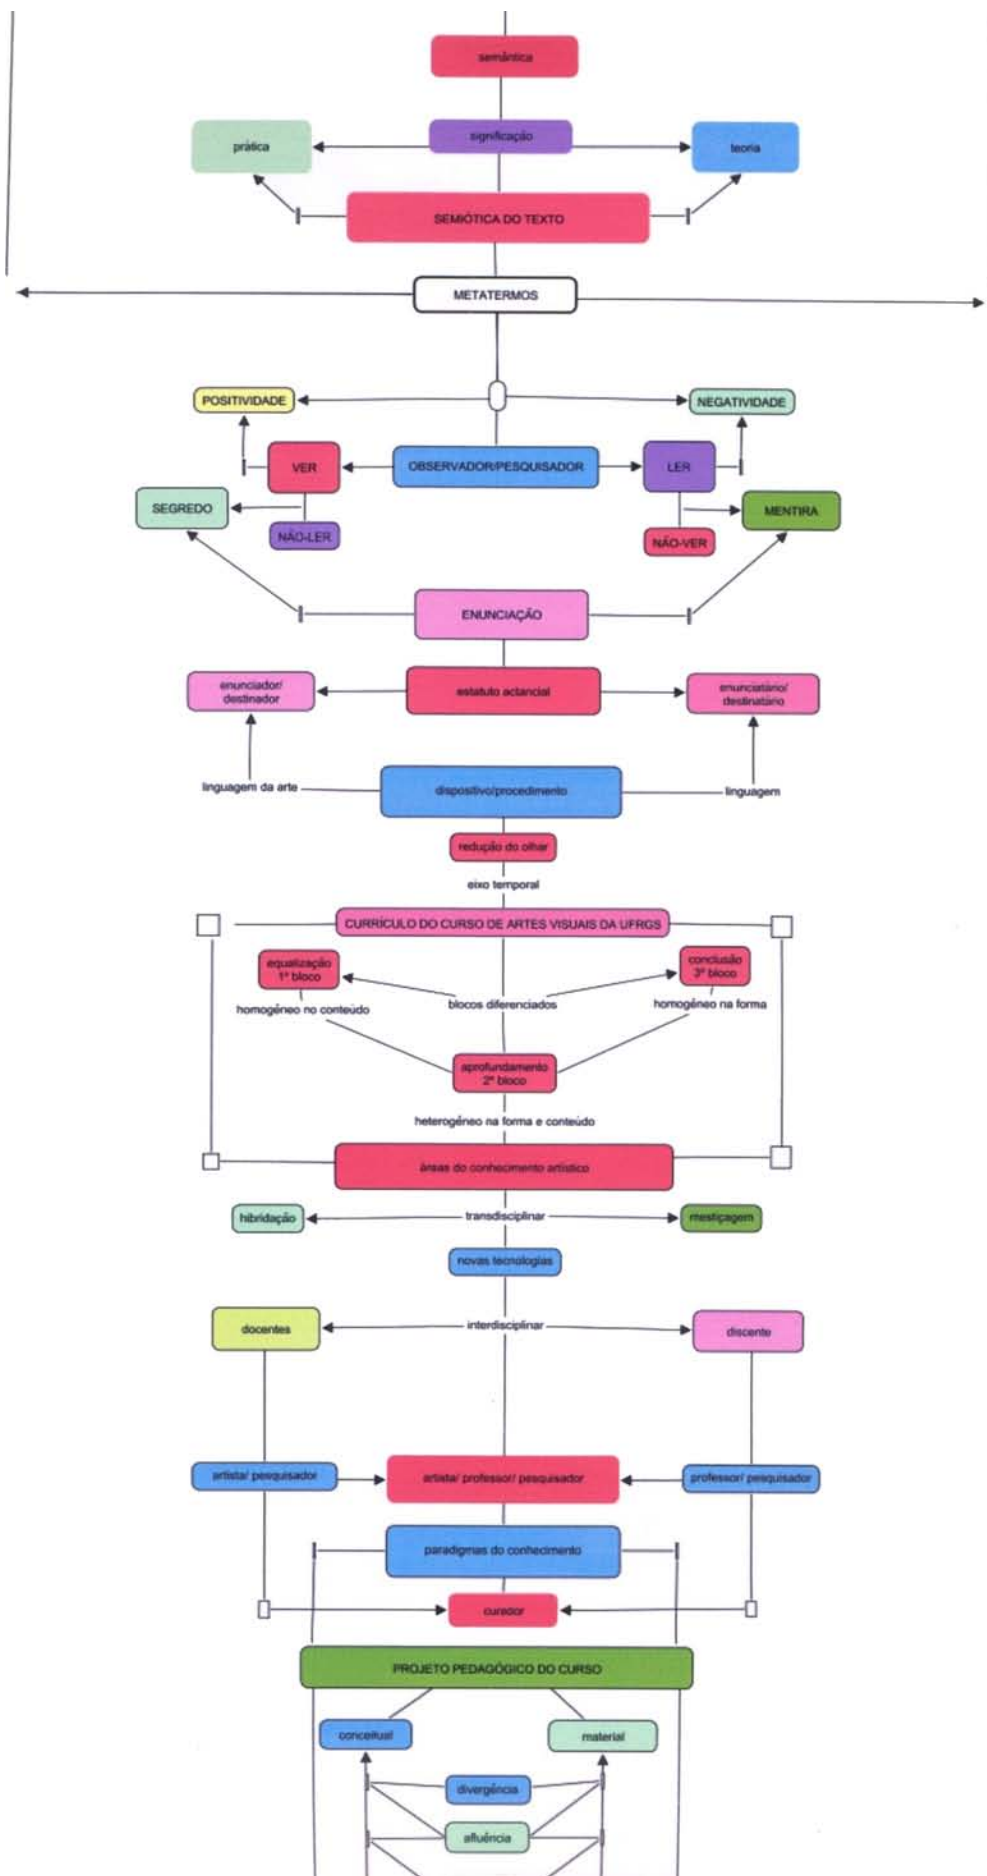 semântica
significação
prática
teoria
SEMIÓTICA DO TEXTO
METATERMOS
POSITIVIDADE
NEGATIVIDADE
VER
OBSERVADOR/PESQUISADOR
LER
SEGREDO
MENTIRA
NÃO-LER
NÃO-VER
ENUNCIAÇÃO
enunciador/
destinador
estatuto actancial
enunciatário/
destinatário
linguagem da arte
dispositivo/procedimento
linguagem
redução do olhar
eixo temporal
CURRÍCULO DO CURSO DE ARTES VISUAIS DA UFRGS
equalização
1º bloco
conclusão
3º bloco
homogêneo no conteúdo
blocos diferenciados
homogêneo na forma
aprofundamento
2º bloco
heterogêneo na forma e conteúdo
áreas do conhecimento artístico
hibridação
transdisciplinar
mestiçagem
novas tecnologias
docentes
interdisciplinar
discente
artista/ pesquisador
artista/ professor/ pesquisador
professor/ pesquisador
paradigmas do conhecimento
curador
PROJETO PEDAGÓGICO DO CURSO
conceitual
material
divergência
afluência